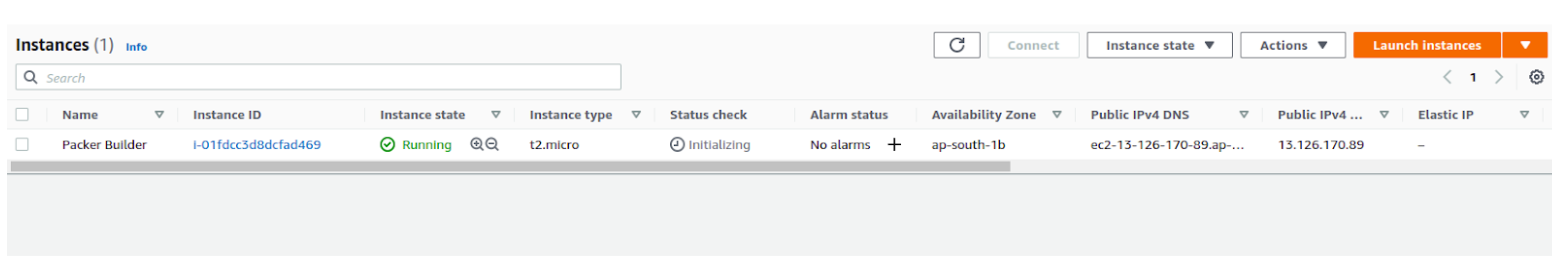 Instances (1) Info
Connect Instance state Actions Launch instances
Search
1
Name Instance ID Instance state Instance type Status check Alarm status Availability Zone Public IPv4 DNS Public IPv4 ... Elastic IP
Packer Builder i-01fdcc3d8dcfad469 Running t2.micro Initializing No alarms + ap-south-1b ec2-13-126-170-89.ap-... 13.126.170.89 –